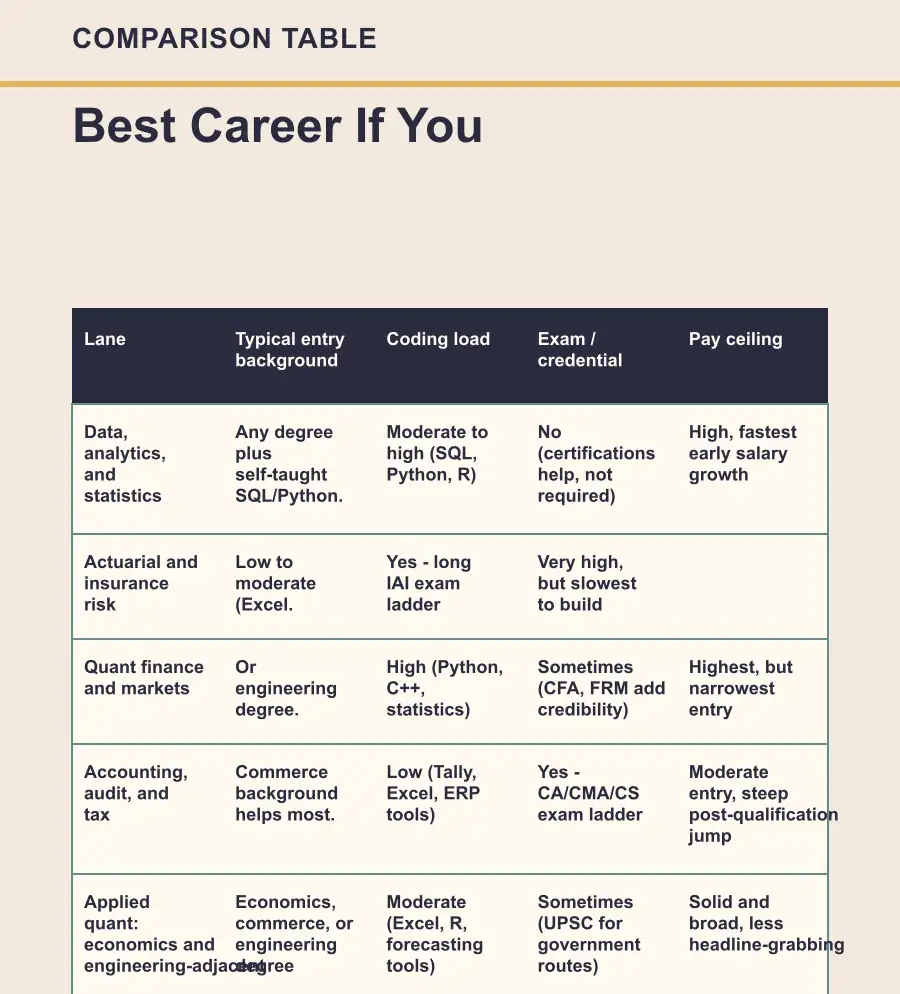 COMPARISON TABLE
Best Career If You
Lane
Typical entry
background
Coding load
Exam /
credential
Pay ceiling
Data,
analytics,
and
statistics
Any degree
plus
self-taught
SQL/Python.
Moderate to
high (SQL,
Python, R)
No
(certifications
help, not
required)
High, fastest
early salary
growth
Actuarial and
insurance
risk
Low to
moderate
(Excel.
Yes - long
IAI exam
ladder
Very high,
but slowest
to build
Quant finance
and markets
Or
engineering
degree.
High (Python,
C++,
statistics)
Sometimes
(CFA, FRM add
credibility)
Highest, but
narrowest
entry
Accounting,
audit, and
tax
Commerce
background
helps most.
Low (Tally,
Excel, ERP
tools)
Yes -
CA/CMA/CS
exam ladder
Moderate
entry, steep
post-qualification
jump
Applied
quant:
economics and
engineering-adjacent
Economics,
commerce, or
engineering
degree
Moderate
(Excel, R,
forecasting
tools)
Sometimes
(UPSC for
government
routes)
Solid and
broad, less
headline-grabbing